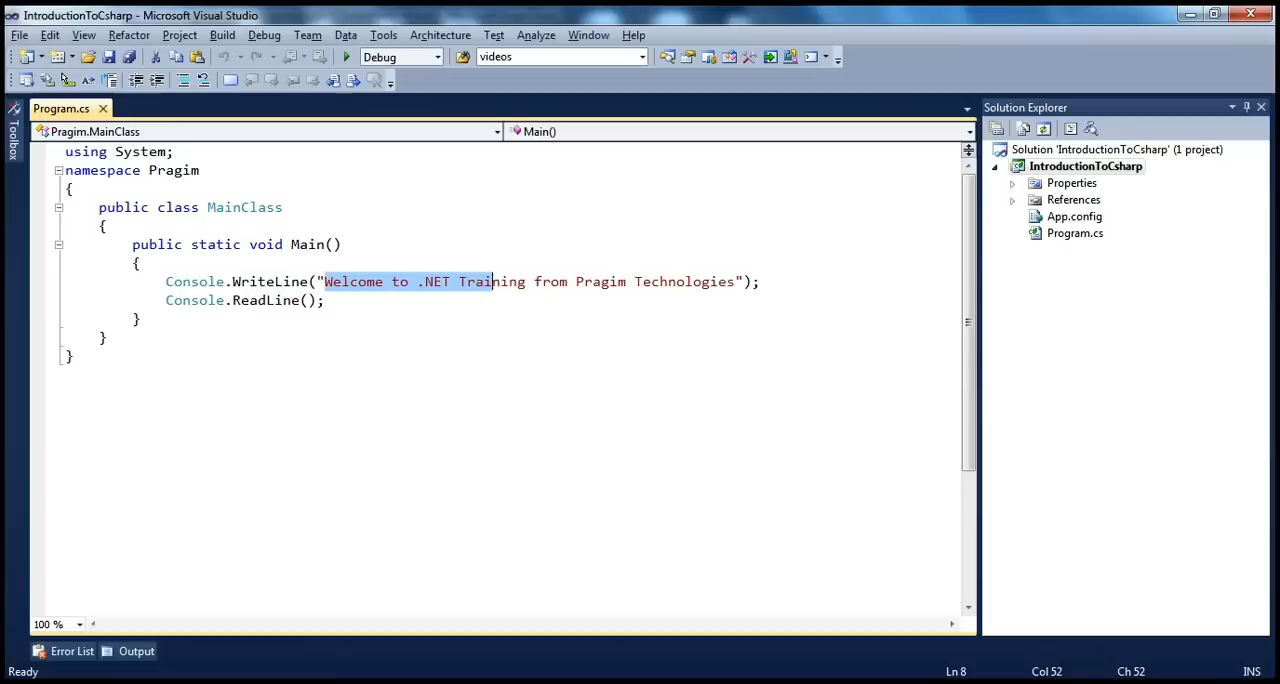 IntroductionToCsharp - Microsoft Visual Studio
File Edit View Refactor Project Build Debug Team Data Tools Architecture Test Analyze Window Help
Debug videos
Toolbox
Program.cs
Pragim.MainClass Main()
using System;
namespace Pragim
{
public class MainClass
{
public static void Main()
{
Console.WriteLine("Welcome to .NET Training from Pragim Technologies");
Console.ReadLine();
}
}
}
100 %
Solution Explorer
Solution 'IntroductionToCsharp' (1 project)
IntroductionToCsharp
Properties
References
App.config
Program.cs
Error List Output
Ready Ln 8 Col 52 Ch 52 INS